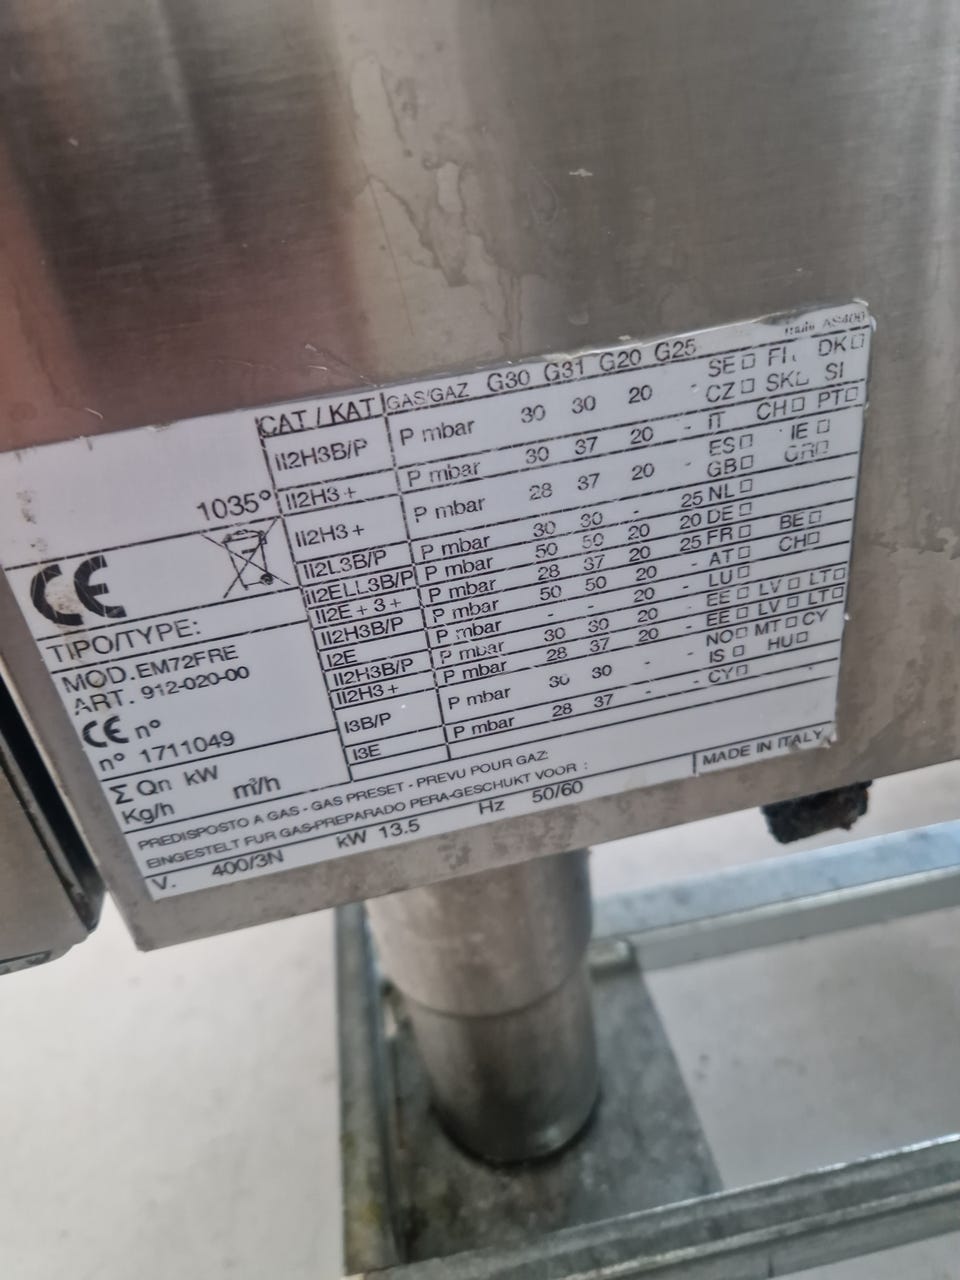 CAT / KAT GAS/GAZ G30 G31 G20 G25
II2H3B/P P mbar 30 30 20 - SE FI DK
CZ SK SI
1035° II2H3+ P mbar 30 37 20 - IT CH PT
II2H3+ P mbar 28 37 20 - ES IE
GB GR
II2L3B/P P mbar 30 30 - 25 NL
II2ELL3B/P P mbar 50 50 20 20 DE
II2E+3+ P mbar 28 37 20 25 FR BE
II2H3B/P P mbar 50 50 20 - AT CH
I2E P mbar - - 20 - LU
II2H3B/P P mbar 30 30 20 - EE LV LT
II2H3+ P mbar 28 37 20 - EE LV LT
I3B/P P mbar 30 30 - - NO MT CY
IS HU
I3E P mbar 28 37 - - CY
CE
TIPO/TYPE:
MOD. EM72FRE
ART. 912-020-00
CE n°
n° 1711049
Σ Qn kW
Kg/h m³/h
PREDISPOSTO A GAS - GAS PRESET - PREVU POUR GAZ:
EINGESTELT FUR GAS-PREPARADO PERA-GESCHUKT VOOR :
MADE IN ITALY
V. 400/3N kW 13.5 Hz 50/60